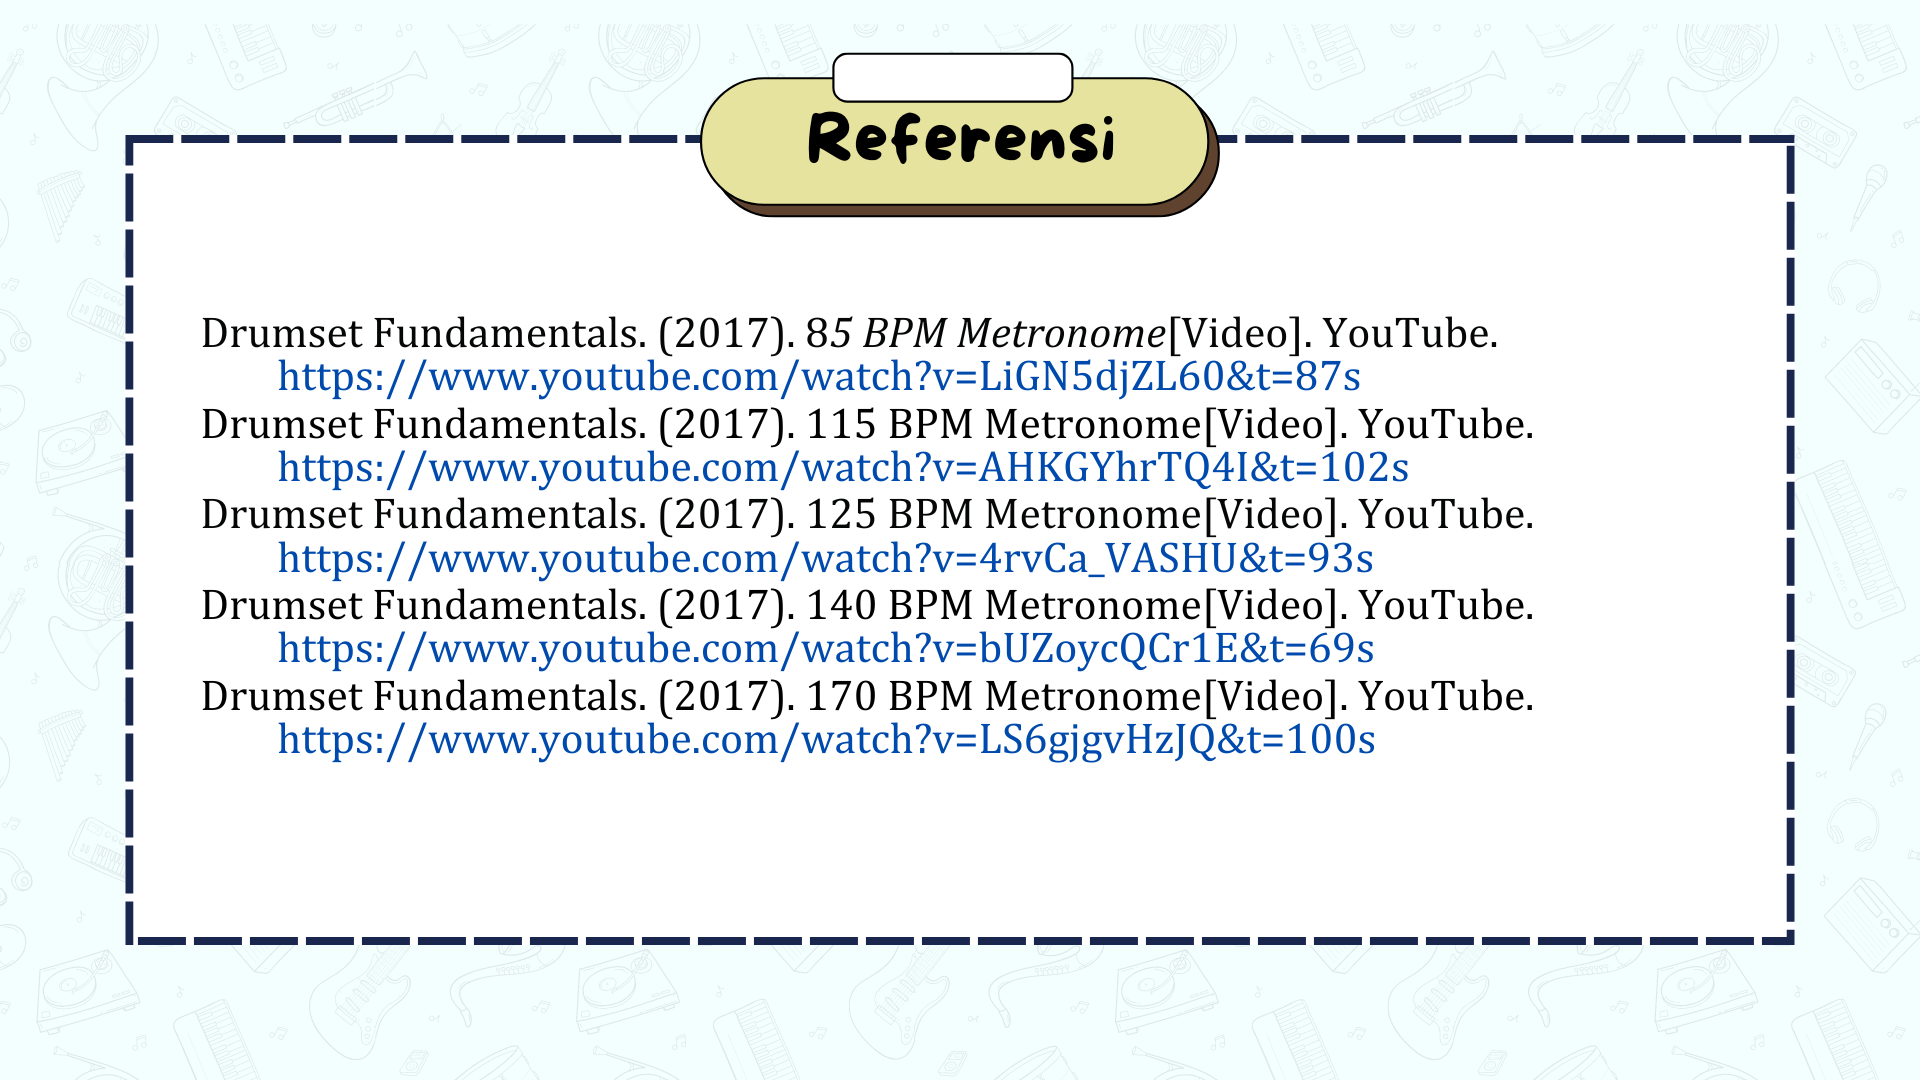 Referensi
Drumset Fundamentals. (2017). 85 BPM Metronome[Video]. YouTube.
https://www.youtube.com/watch?v=LiGN5djZL60&t=87s
Drumset Fundamentals. (2017). 115 BPM Metronome[Video]. YouTube.
https://www.youtube.com/watch?v=AHKGYhrTQ4I&t=102s
Drumset Fundamentals. (2017). 125 BPM Metronome[Video]. YouTube.
https://www.youtube.com/watch?v=4rvCa_VASHU&t=93s
Drumset Fundamentals. (2017). 140 BPM Metronome[Video]. YouTube.
https://www.youtube.com/watch?v=bUZoycQCr1E&t=69s
Drumset Fundamentals. (2017). 170 BPM Metronome[Video]. YouTube.
https://www.youtube.com/watch?v=LS6gjgvHzJQ&t=100s